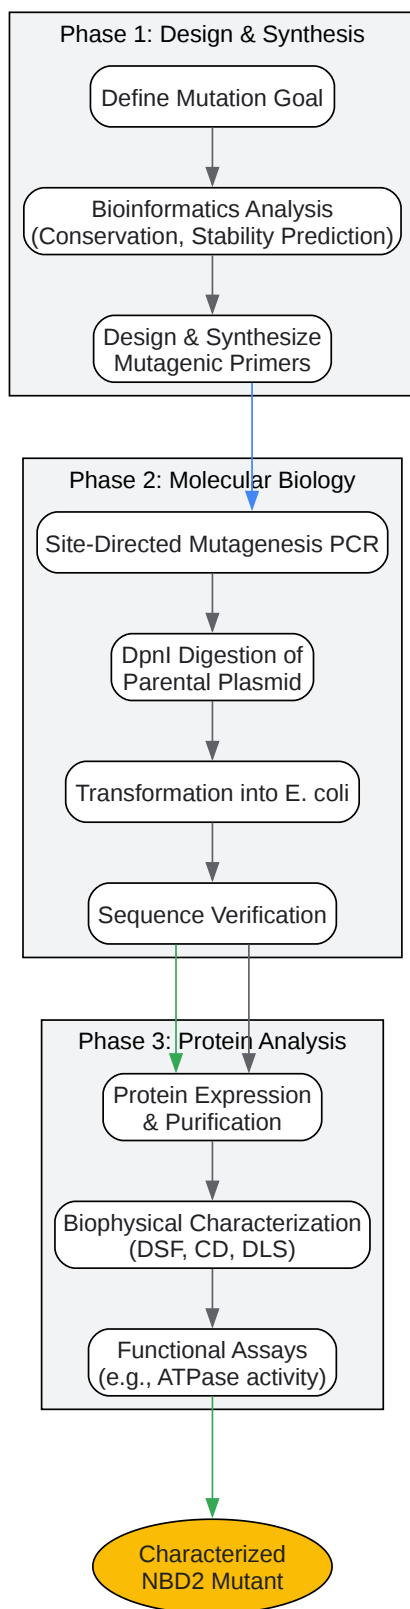 Phase 1: Design & Synthesis
Define Mutation Goal
Bioinformatics Analysis
(Conservation, Stability Prediction)
Design & Synthesize
Mutagenic Primers
Phase 2: Molecular Biology
Site-Directed Mutagenesis PCR
DpnI Digestion of
Parental Plasmid
Transformation into E. coli
Sequence Verification
Phase 3: Protein Analysis
Protein Expression
& Purification
Biophysical Characterization
(DSF, CD, DLS)
Functional Assays
(e.g., ATPase activity)
Characterized
NBD2 Mutant